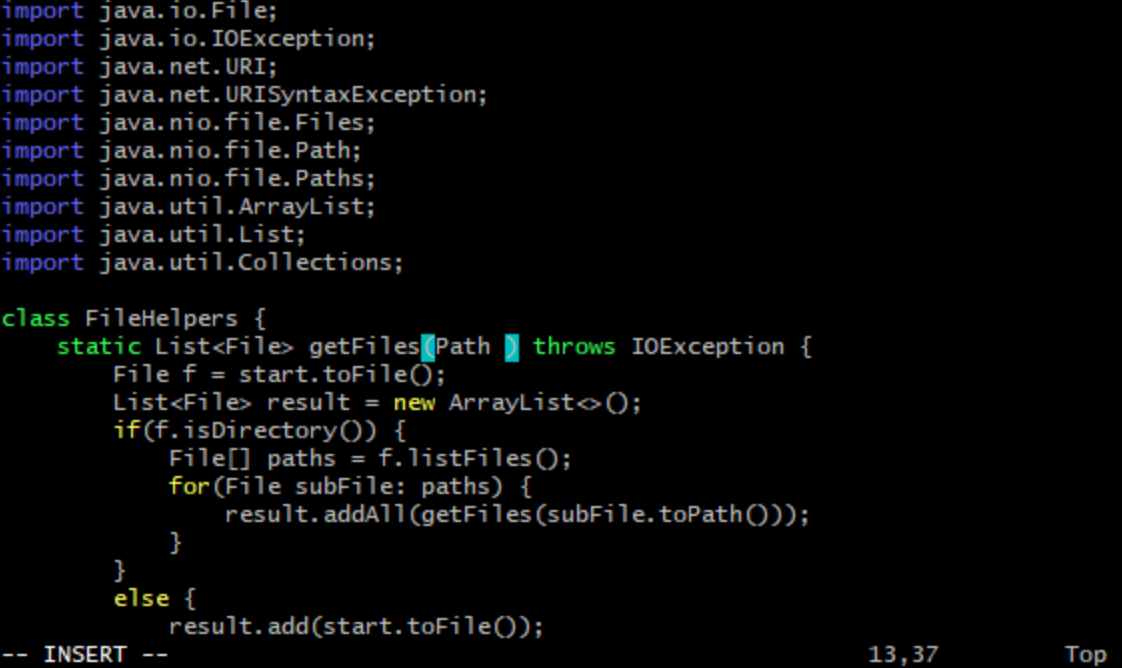 import java.io.File;
import java.io.IOException;
import java.net.URI;
import java.net.URISyntaxException;
import java.nio.file.Files;
import java.nio.file.Path;
import java.nio.file.Paths;
import java.util.ArrayList;
import java.util.List;
import java.util.Collections;
class FileHelpers {
    static List<File> getFiles(Path ) throws IOException {
        File f = start.toFile();
        List<File> result = new ArrayList<>();
        if(f.isDirectory()) {
            File[] paths = f.listFiles();
            for(File subFile: paths) {
                result.addAll(getFiles(subFile.toPath()));
            }
        }
        else {
            result.add(start.toFile());
-- INSERT -- 13,37 Top